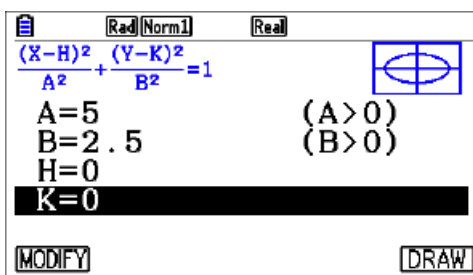 Rad Norm1 Real
(X-H)²/A² + (Y-K)²/B² =1
A=5 (A>0)
B=2.5 (B>0)
H=0
K=0
MODIFY DRAW